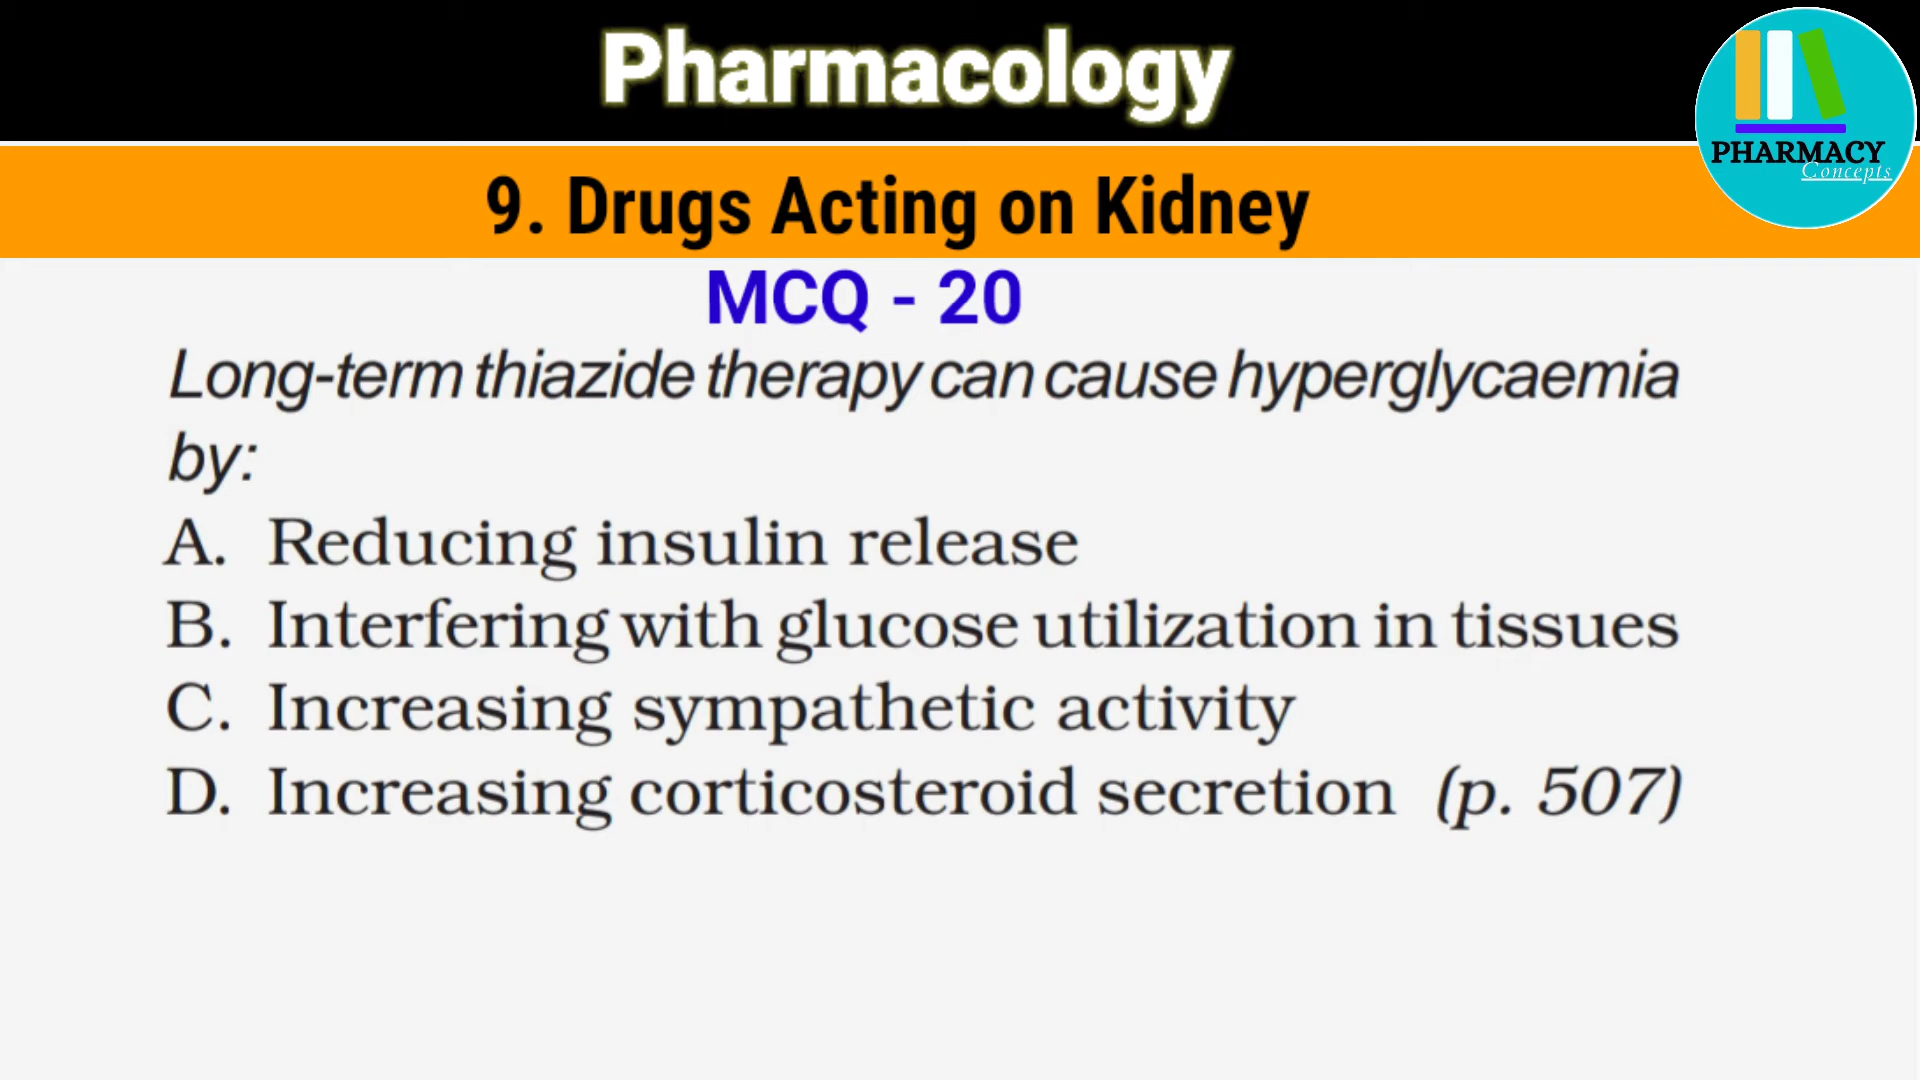 Pharmacology
PHARMACY
Concepts
9. Drugs Acting on Kidney
MCQ - 20
Long-term thiazide therapy can cause hyperglycaemia
by:
A. Reducing insulin release
B. Interfering with glucose utilization in tissues
C. Increasing sympathetic activity
D. Increasing corticosteroid secretion (p. 507)